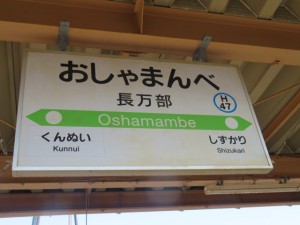 おしゃまんべ
長万部
H
47
Oshamambe
くんぬい
Kunnui
しずかり
Shizukari